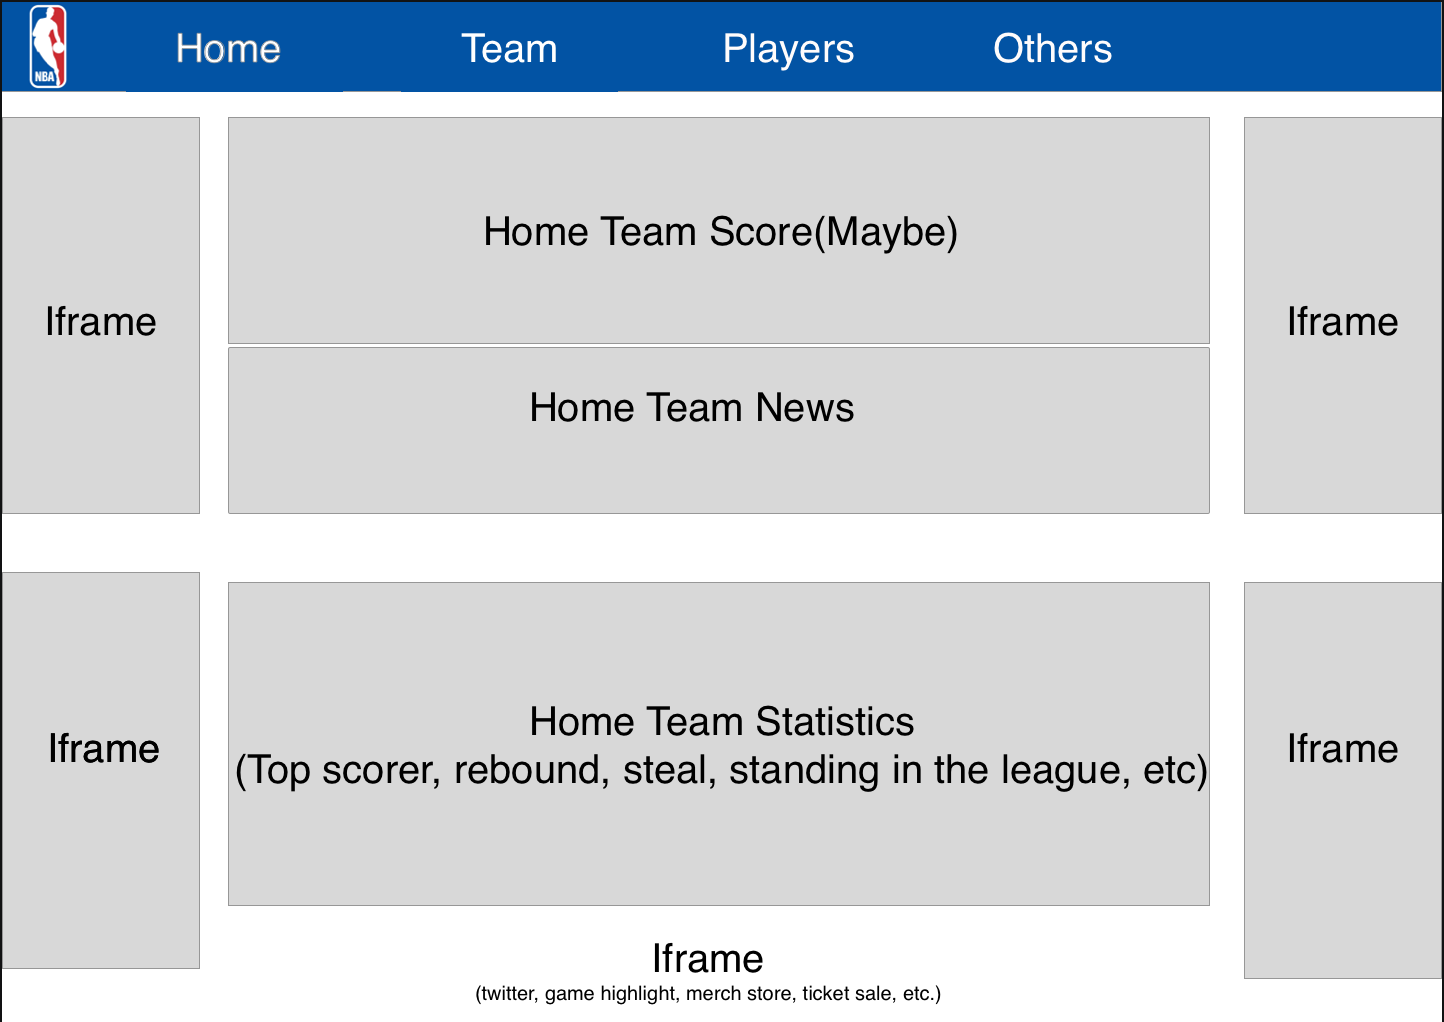 NBA
Home
Team
Players
Others
Iframe
Home Team Score(Maybe)
Iframe
Home Team News
Iframe
Home Team Statistics
(Top scorer, rebound, steal, standing in the league, etc)
Iframe
Iframe
(twitter, game highlight, merch store, ticket sale, etc.)